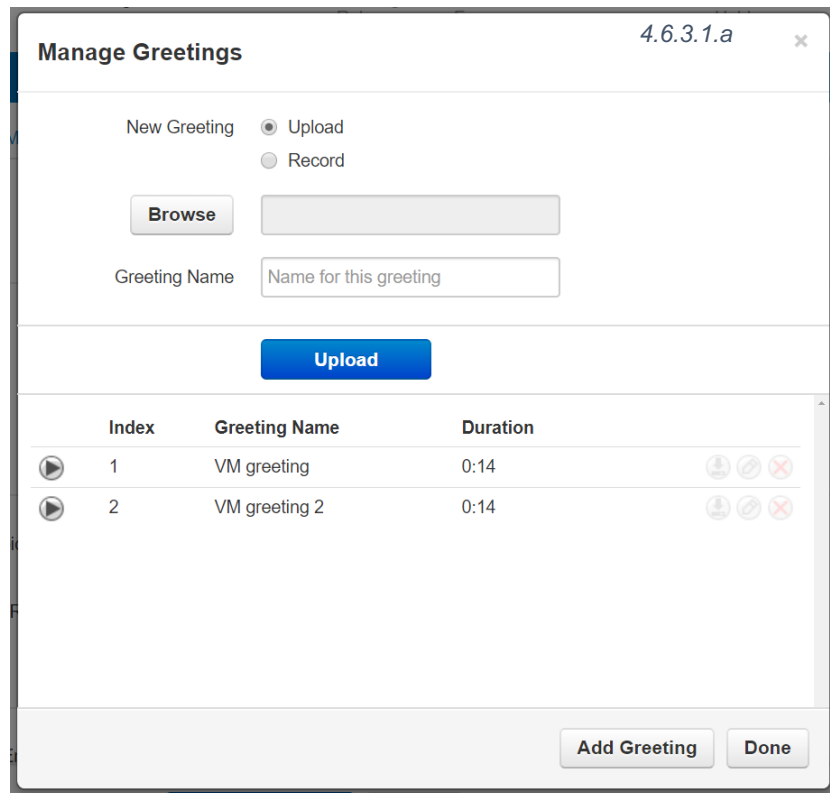 4.6.3.1.a
Manage Greetings
New Greeting Upload
Record
Browse
Greeting Name Name for this greeting
Upload
Index Greeting Name Duration
1 VM greeting 0:14
2 VM greeting 2 0:14
Add Greeting Done